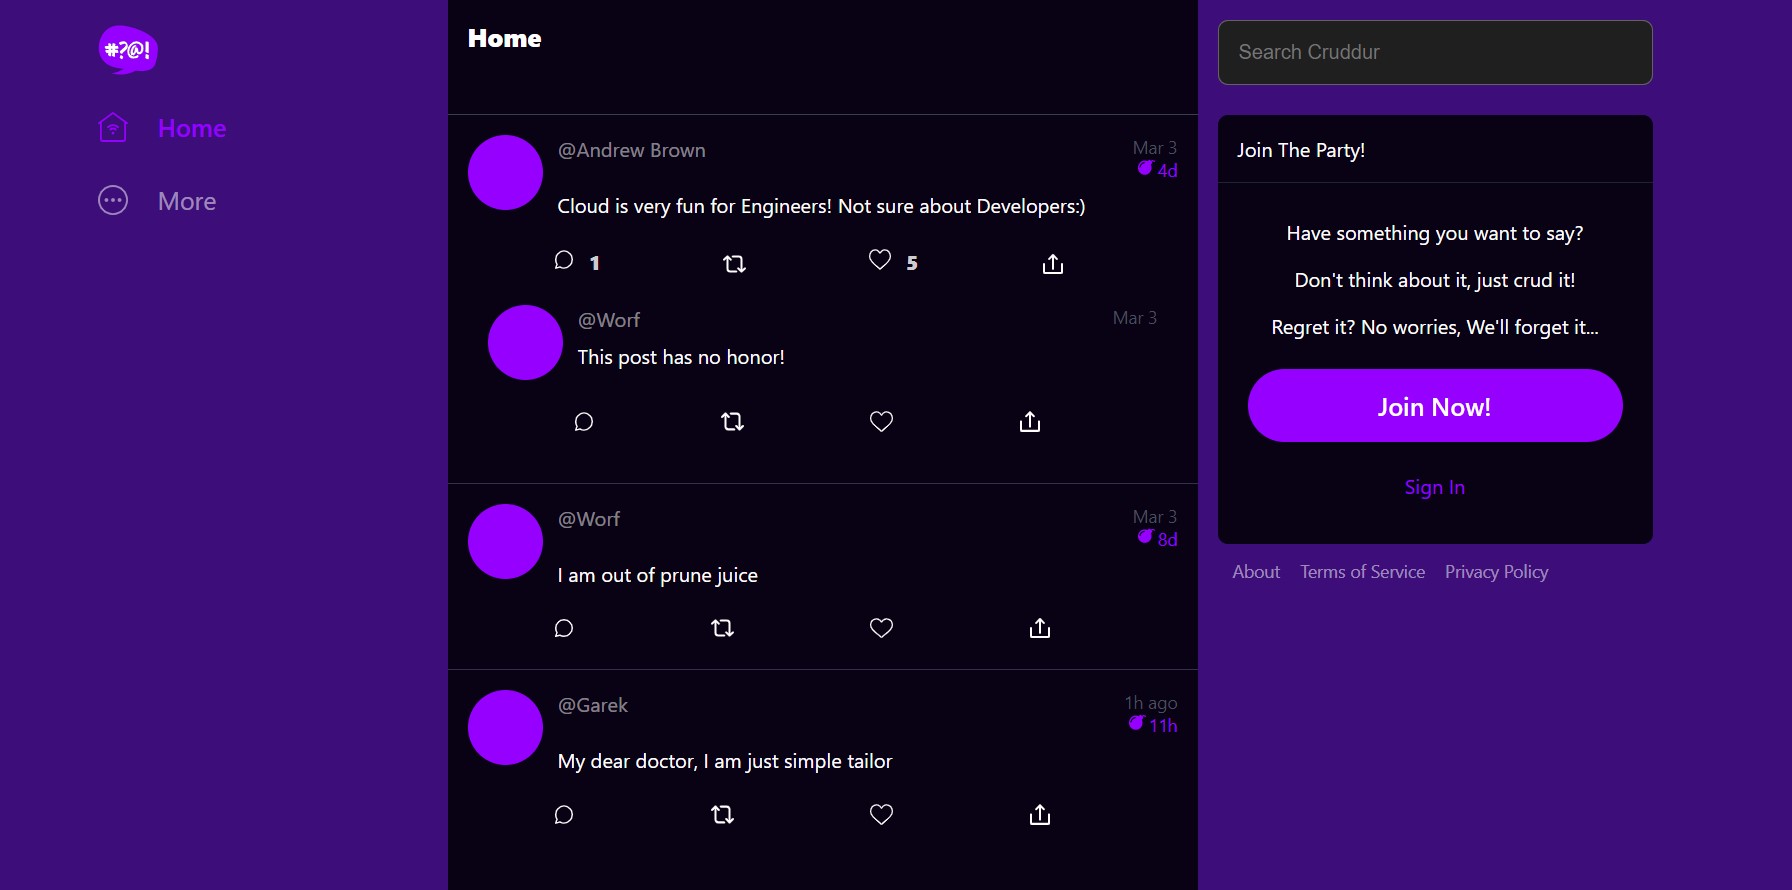 #?@!
Home
More
Home
@Andrew Brown
Mar 3
4d
Cloud is very fun for Engineers! Not sure about Developers:)
1 5
@Worf
Mar 3
This post has no honor!
@Worf
Mar 3
8d
I am out of prune juice
@Garek
1h ago
11h
My dear doctor, I am just simple tailor
Search Cruddur
Join The Party!
Have something you want to say?
Don't think about it, just crud it!
Regret it? No worries, We'll forget it...
Join Now!
Sign In
About Terms of Service Privacy Policy